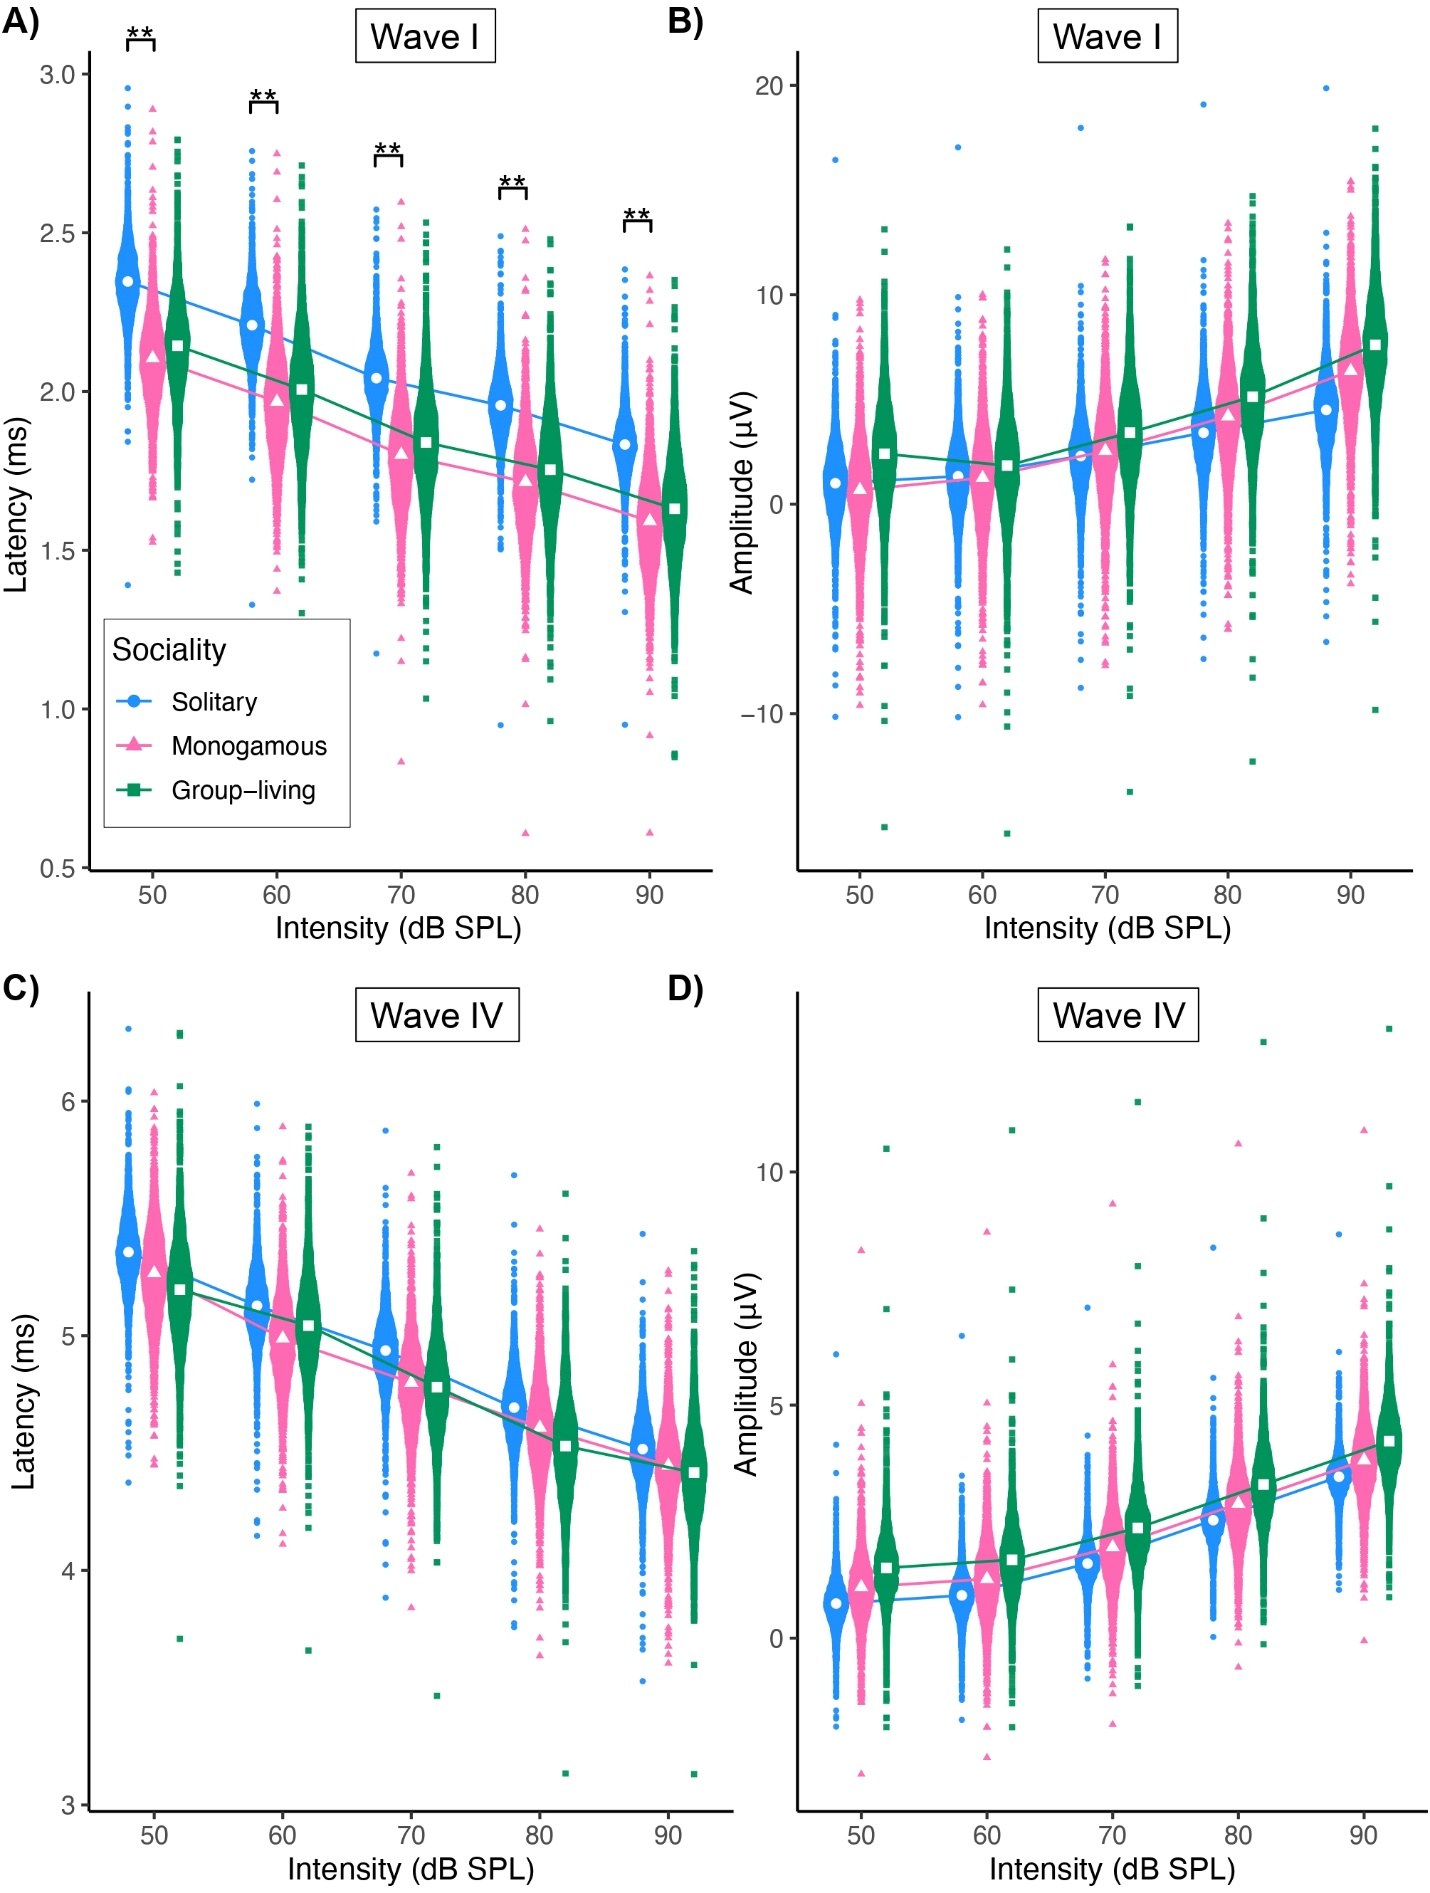 A)
Wave I
**
**
**
**
**
3.0
2.5
2.0
1.5
1.0
0.5
Latency (ms)
Sociality
Solitary
Monogamous
Group−living
50 60 70 80 90
Intensity (dB SPL)
B)
Wave I
20
10
0
−10
Amplitude (µV)
50 60 70 80 90
Intensity (dB SPL)
C)
Wave IV
6
5
4
3
Latency (ms)
50 60 70 80 90
Intensity (dB SPL)
D)
Wave IV
10
5
0
Amplitude (µV)
50 60 70 80 90
Intensity (dB SPL)